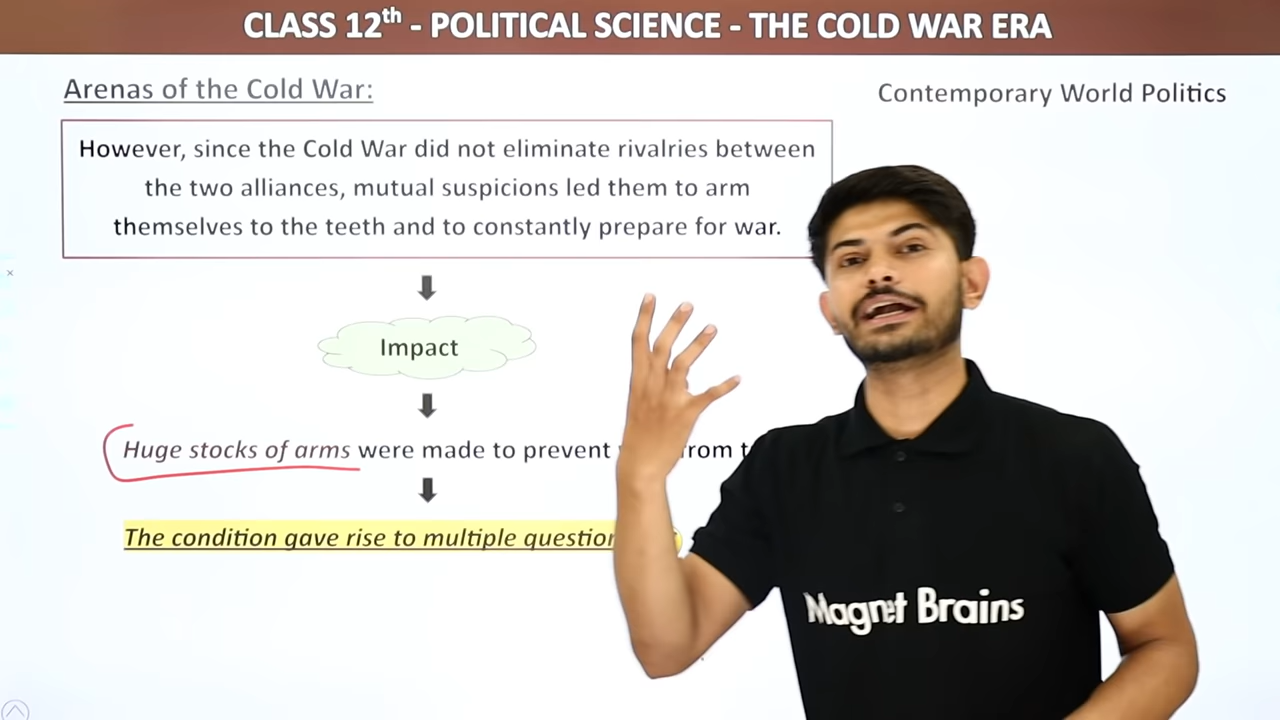 CLASS 12th - POLITICAL SCIENCE - THE COLD WAR ERA
Arenas of the Cold War:
Contemporary World Politics
However, since the Cold War did not eliminate rivalries between
the two alliances, mutual suspicions led them to arm
themselves to the teeth and to constantly prepare for war.
Impact
Huge stocks of arms were made to prevent from
The condition gave rise to multiple
Magnet Brains